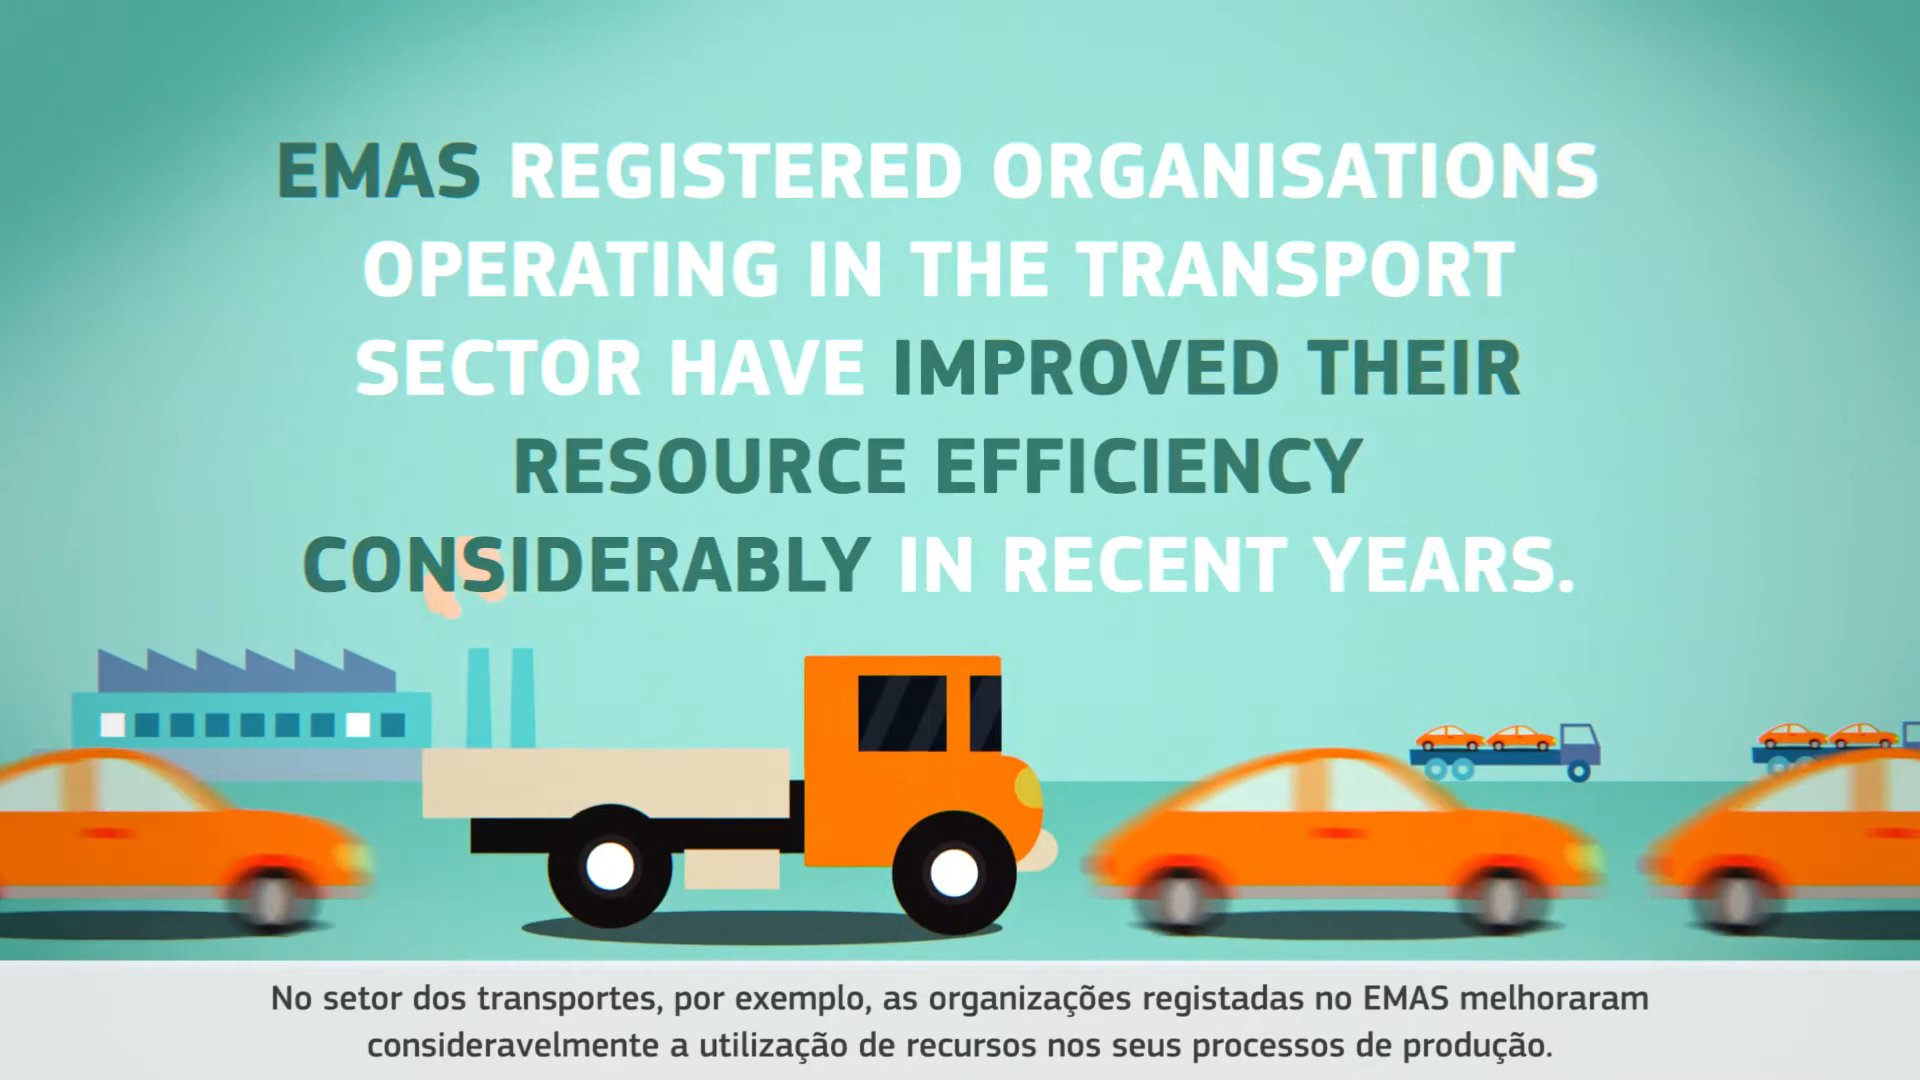 EMAS REGISTERED ORGANISATIONS
OPERATING IN THE TRANSPORT
SECTOR HAVE IMPROVED THEIR
RESOURCE EFFICIENCY
CONSIDERABLY IN RECENT YEARS.
No setor dos transportes, por exemplo, as organizações registadas no EMAS melhoraram
consideravelmente a utilização de recursos nos seus processos de produção.